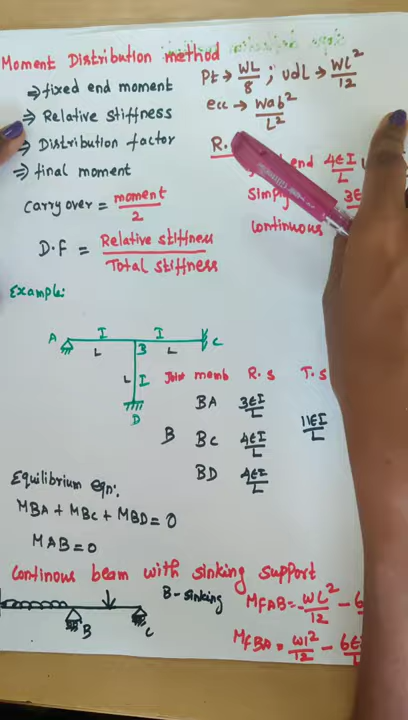 Moment Distribution method
Pt → WL/8 ; udL → WL²/12
⇒ fixed end moment
ecc → Wab²/L²
⇒ Relative stiffness
⇒ Distribution factor
R.
end 4EI/L
⇒ final moment
Simply 3E
Carry over = moment/2
Continuous
D.F = Relative stiffness/Total stiffness
Example:
A I I
B C
L L
L I
D
Joint memb R.s T.s
BA 3EI/L
B BC 4EI/L 11EI/L
BD 4EI/L
Equilibrium eqn:
MBA + MBC + MBD = 0
MAB = 0
Continous beam with sinking support
B - sinking
MFAB = -WL²/12 - 6
B C
MFBA = Wl²/12 - 6E